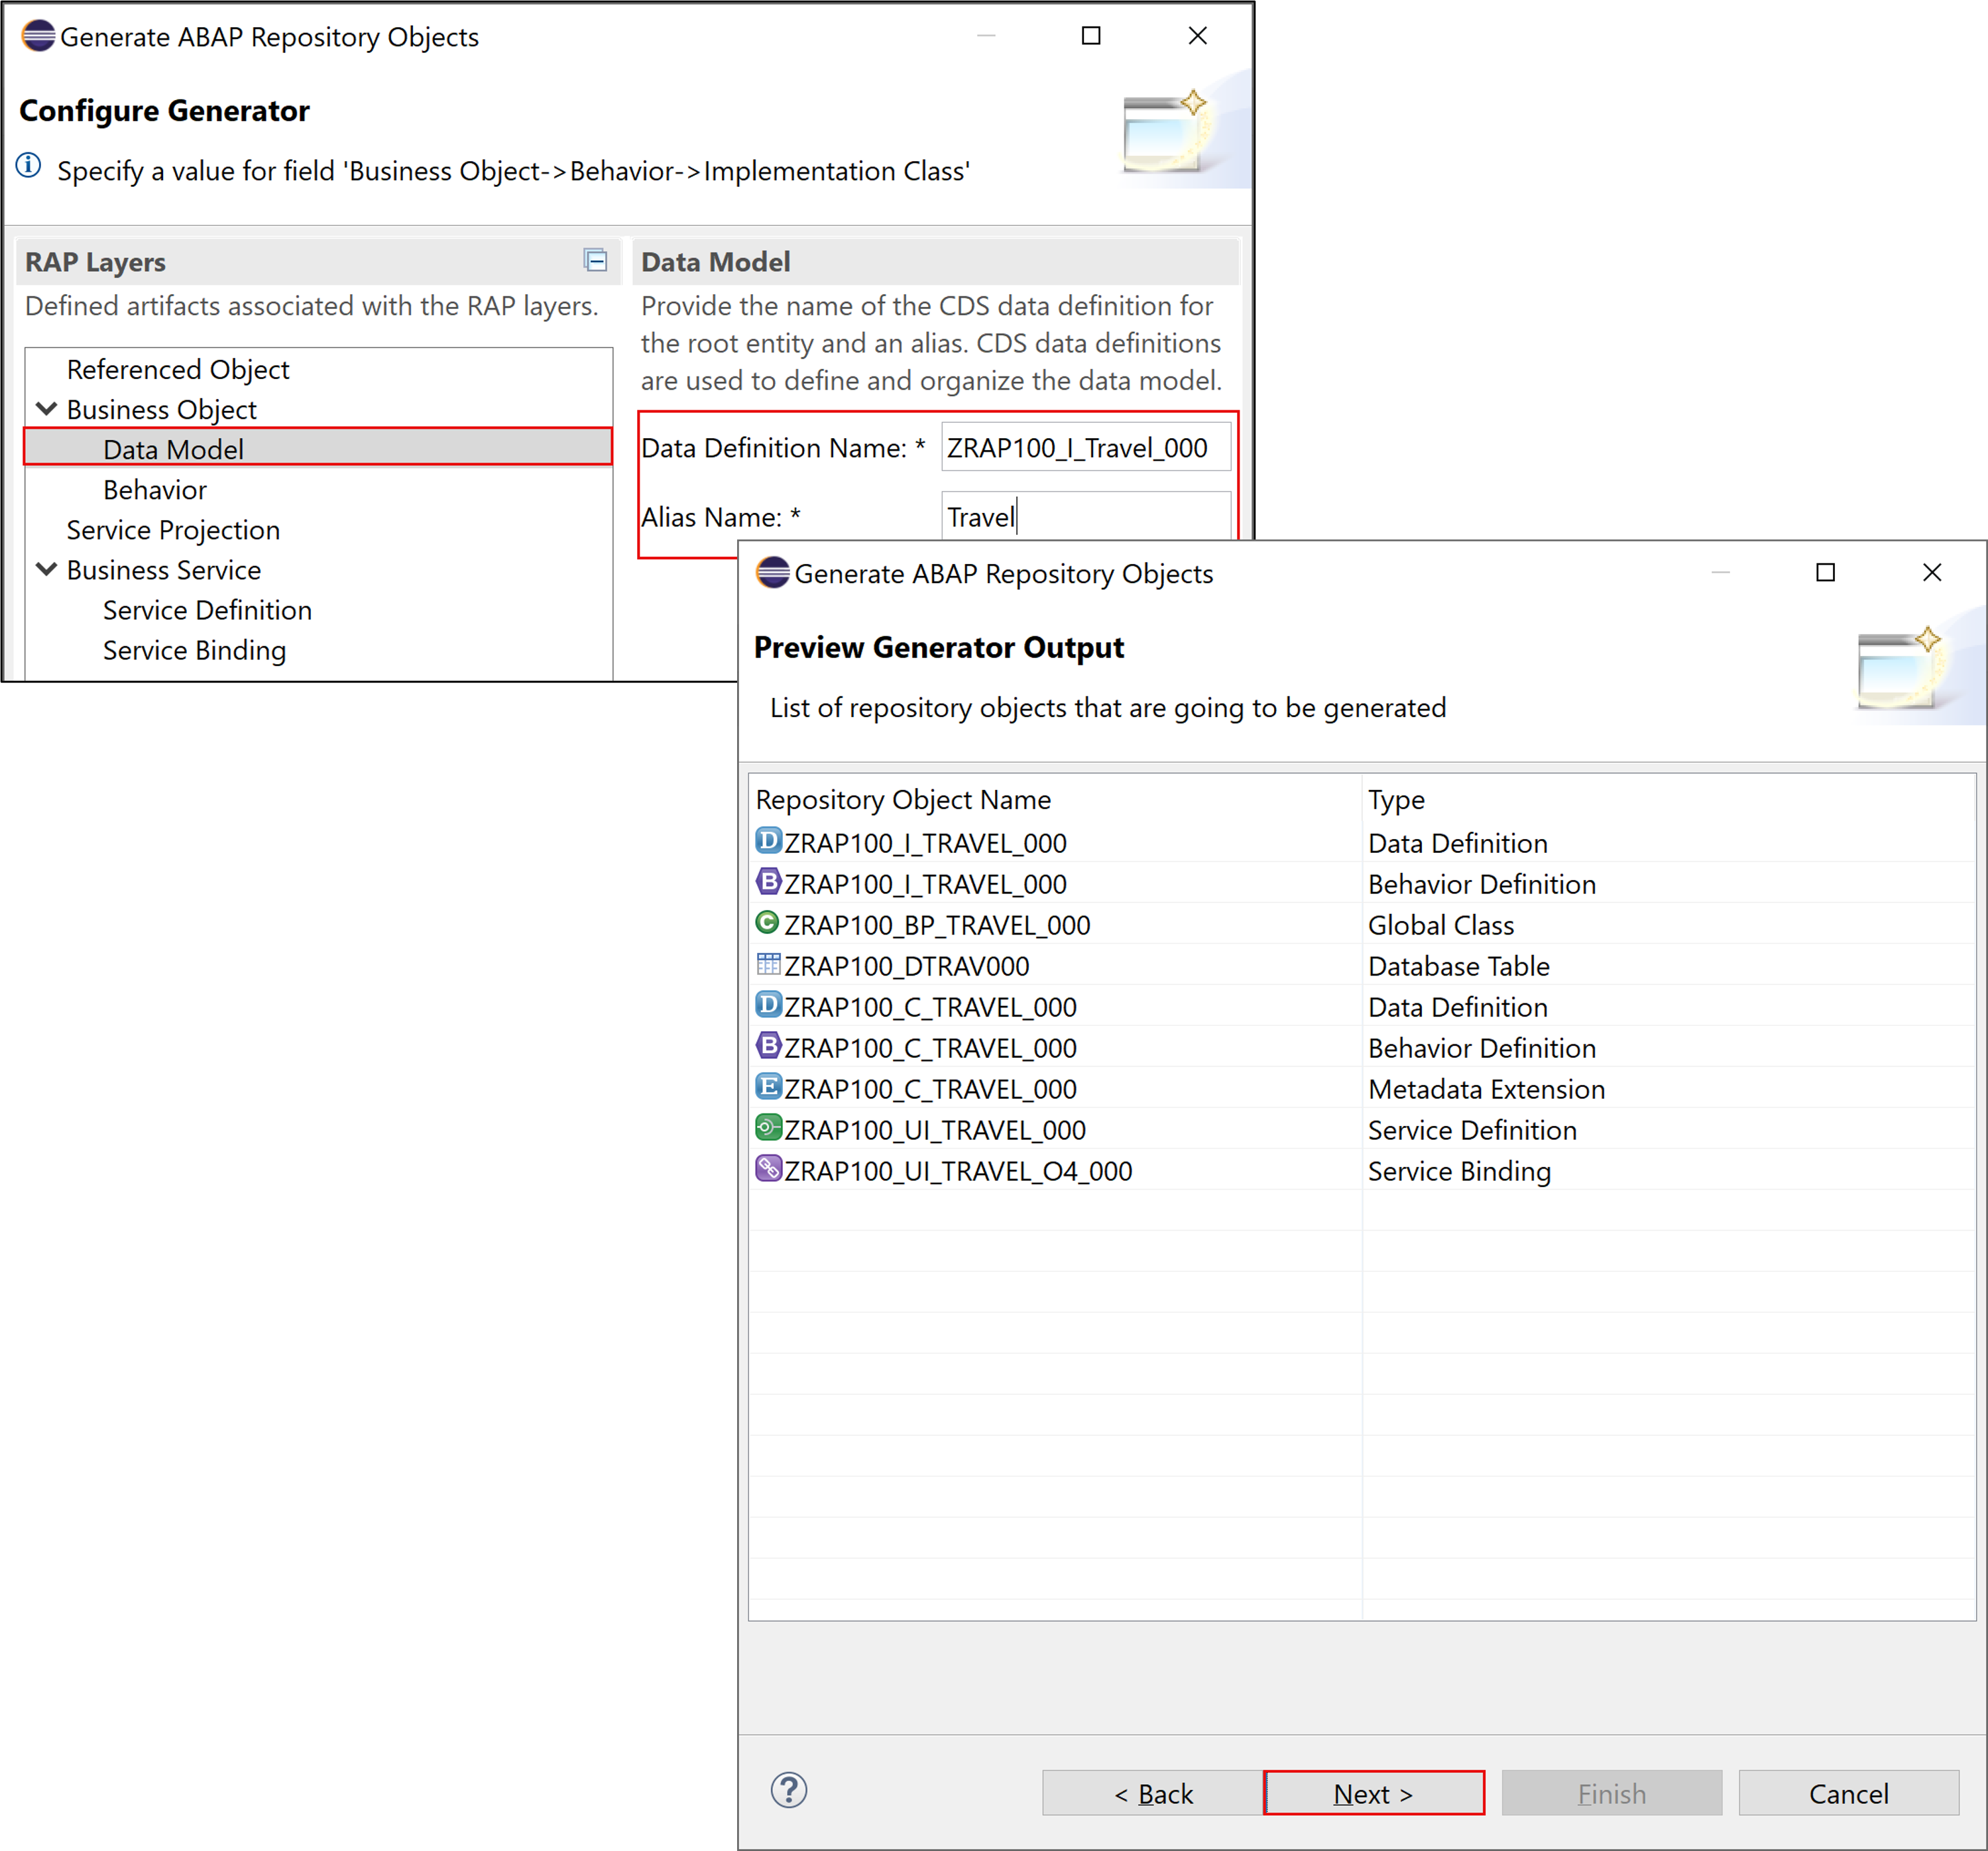 Generate ABAP Repository Objects
Configure Generator
Specify a value for field 'Business Object->Behavior->Implementation Class'
RAP Layers
Defined artifacts associated with the RAP layers.
Referenced Object
Business Object
Data Model
Behavior
Service Projection
Business Service
Service Definition
Service Binding
Data Model
Provide the name of the CDS data definition for
the root entity and an alias. CDS data definitions
are used to define and organize the data model.
Data Definition Name: * ZRAP100_I_Travel_000
Alias Name: * Travel
Generate ABAP Repository Objects
Preview Generator Output
List of repository objects that are going to be generated
Repository Object Name Type
D ZRAP100_I_TRAVEL_000 Data Definition
B ZRAP100_I_TRAVEL_000 Behavior Definition
C ZRAP100_BP_TRAVEL_000 Global Class
ZRAP100_DTRAV000 Database Table
D ZRAP100_C_TRAVEL_000 Data Definition
B ZRAP100_C_TRAVEL_000 Behavior Definition
E ZRAP100_C_TRAVEL_000 Metadata Extension
ZRAP100_UI_TRAVEL_000 Service Definition
ZRAP100_UI_TRAVEL_O4_000 Service Binding
? < Back Next > Finish Cancel